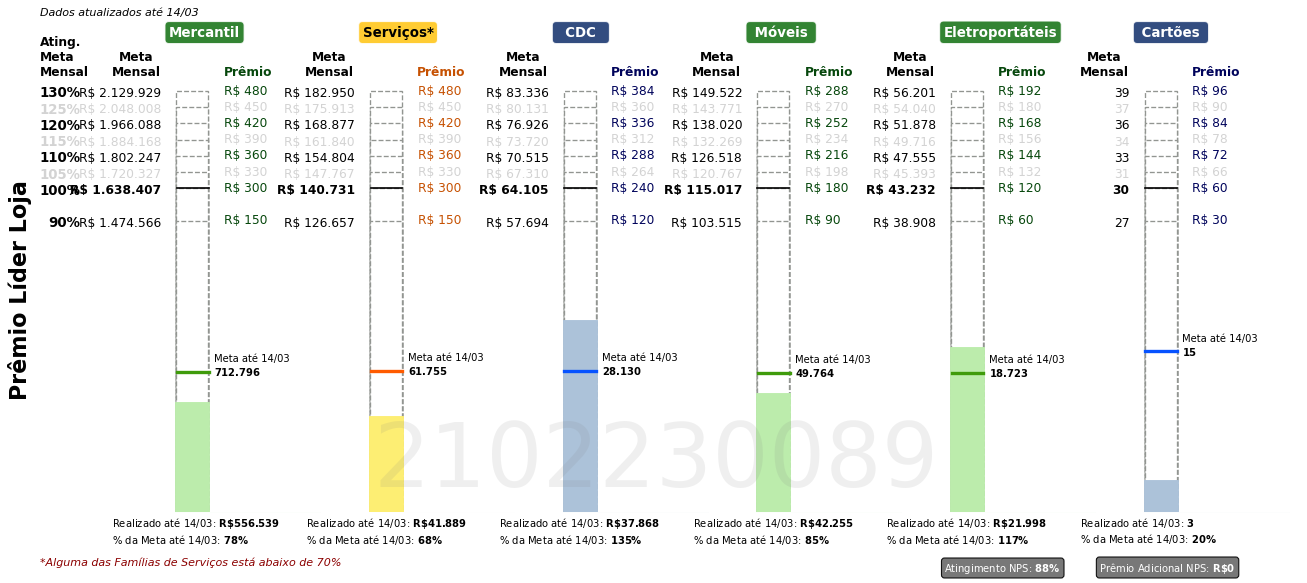 Dados atualizados até 14/03
Mercantil Serviços* CDC Móveis Eletroportáteis Cartões
Ating. Meta Mensal
Meta Mensal Prêmio Meta Mensal Prêmio Meta Mensal Prêmio Meta Mensal Prêmio Meta Mensal Prêmio Meta Mensal Prêmio
130% R$ 2.129.929 R$ 480 R$ 182.950 R$ 480 R$ 83.336 R$ 384 R$ 149.522 R$ 288 R$ 56.201 R$ 192 39 R$ 96
125% R$ 2.048.008 R$ 450 R$ 175.913 R$ 450 R$ 80.131 R$ 360 R$ 143.771 R$ 270 R$ 54.040 R$ 180 37 R$ 90
120% R$ 1.966.088 R$ 420 R$ 168.877 R$ 420 R$ 76.926 R$ 336 R$ 138.020 R$ 252 R$ 51.878 R$ 168 36 R$ 84
115% R$ 1.884.168 R$ 390 R$ 161.840 R$ 390 R$ 73.720 R$ 312 R$ 132.269 R$ 234 R$ 49.716 R$ 156 34 R$ 78
110% R$ 1.802.247 R$ 360 R$ 154.804 R$ 360 R$ 70.515 R$ 288 R$ 126.518 R$ 216 R$ 47.555 R$ 144 33 R$ 72
105% R$ 1.720.327 R$ 330 R$ 147.767 R$ 330 R$ 67.310 R$ 264 R$ 120.767 R$ 198 R$ 45.393 R$ 132 31 R$ 66
100% R$ 1.638.407 R$ 300 R$ 140.731 R$ 300 R$ 64.105 R$ 240 R$ 115.017 R$ 180 R$ 43.232 R$ 120 30 R$ 60
90% R$ 1.474.566 R$ 150 R$ 126.657 R$ 150 R$ 57.694 R$ 120 R$ 103.515 R$ 90 R$ 38.908 R$ 60 27 R$ 30
Prêmio Líder Loja
Meta até 14/03 Meta até 14/03 Meta até 14/03 Meta até 14/03 Meta até 14/03 Meta até 14/03
712.796 61.755 28.130 49.764 18.723 15
2102230089
Realizado até 14/03: R$556.539 Realizado até 14/03: R$41.889 Realizado até 14/03: R$37.868 Realizado até 14/03: R$42.255 Realizado até 14/03: R$21.998 Realizado até 14/03: 3
% da Meta até 14/03: 78% % da Meta até 14/03: 68% % da Meta até 14/03: 135% % da Meta até 14/03: 85% % da Meta até 14/03: 117% % da Meta até 14/03: 20%
*Alguma das Famílias de Serviços está abaixo de 70%
Atingimento NPS: 88% Prêmio Adicional NPS: R$0